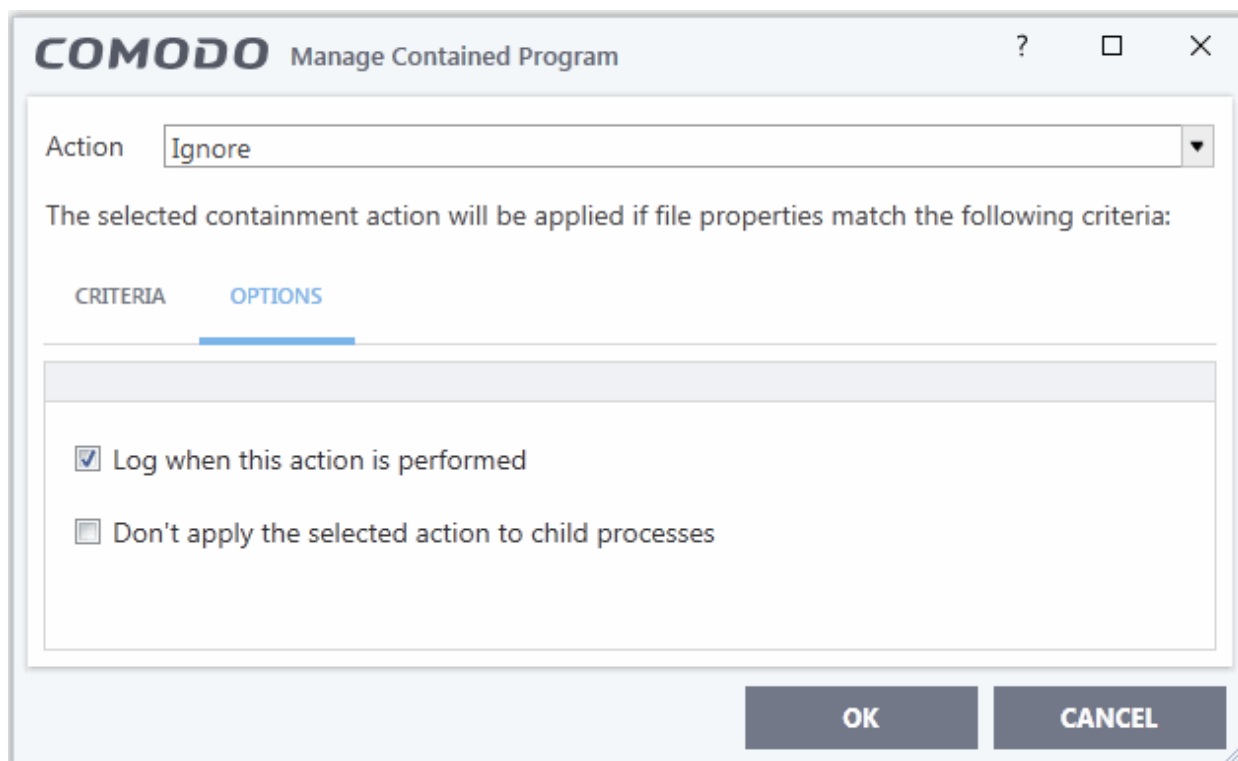 COMODO Manage Contained Program ?
Action Ignore
The selected containment action will be applied if file properties match the following criteria:
CRITERIA OPTIONS
Log when this action is performed
Don't apply the selected action to child processes
OK CANCEL